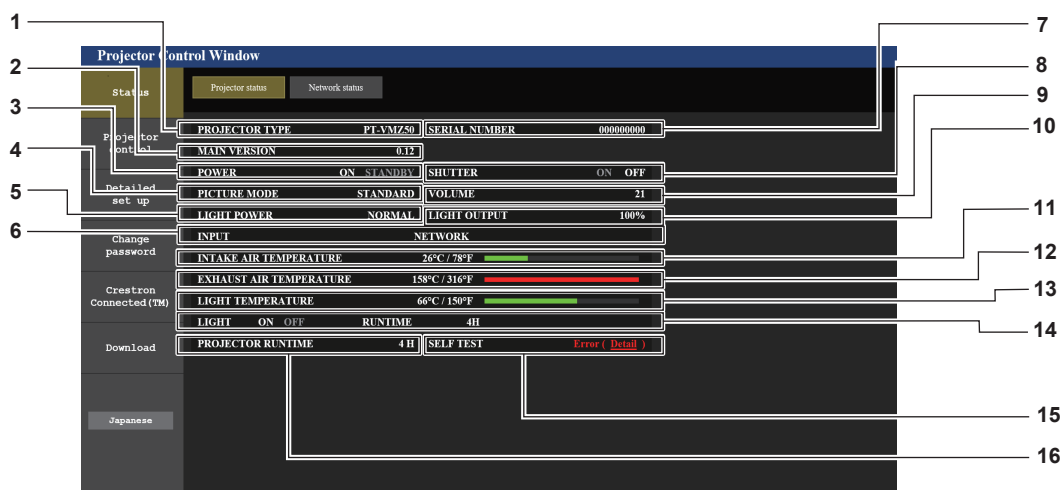 1
2
3
4
5
6
7
8
9
10
11
12
13
14
15
16
Projector Control Window
Status
Projector control
Detailed set up
Change password
Crestron Connected(TM)
Download
Japanese
Projector status
Network status
PROJECTOR TYPE PT-VMZ50 SERIAL NUMBER 000000000
MAIN VERSION 0.12
POWER ON STANDBY SHUTTER ON OFF
PICTURE MODE STANDARD VOLUME 21
LIGHT POWER NORMAL LIGHT OUTPUT 100%
INPUT NETWORK
INTAKE AIR TEMPERATURE 26°C / 78°F
EXHAUST AIR TEMPERATURE 158°C / 316°F
LIGHT TEMPERATURE 66°C / 150°F
LIGHT ON OFF RUNTIME 4H
PROJECTOR RUNTIME 4 H SELF TEST Error ( Detail )